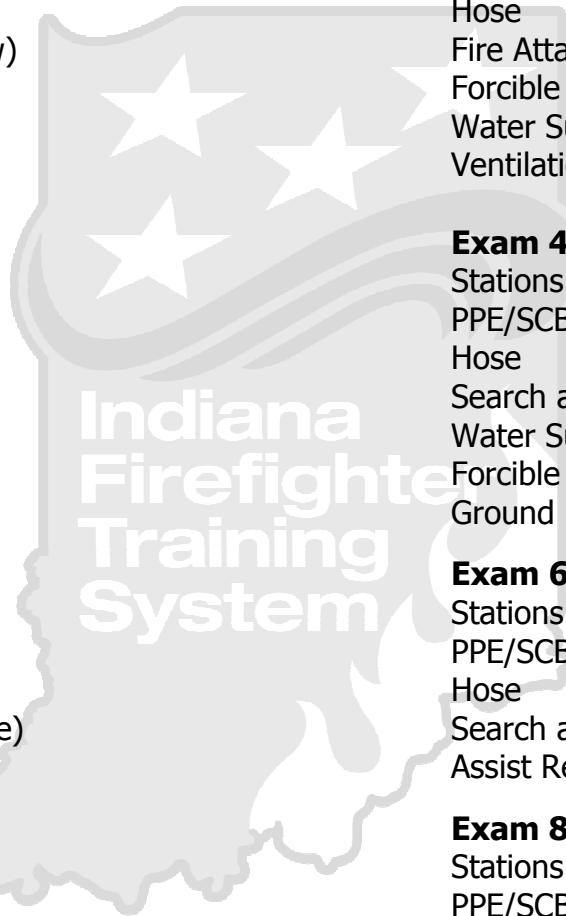 Hose
Fire Atta
Forcible
Water Su
Ventilati
Exam 4
Stations
PPE/SCB
Hose
Search a
Water Su
Forcible
Ground
Exam 6
Stations
PPE/SCB
Hose
Search a
Assist Re
Exam 8
Stations
PPE/SCB
)
e)
Indiana
Firefighte
Training
System